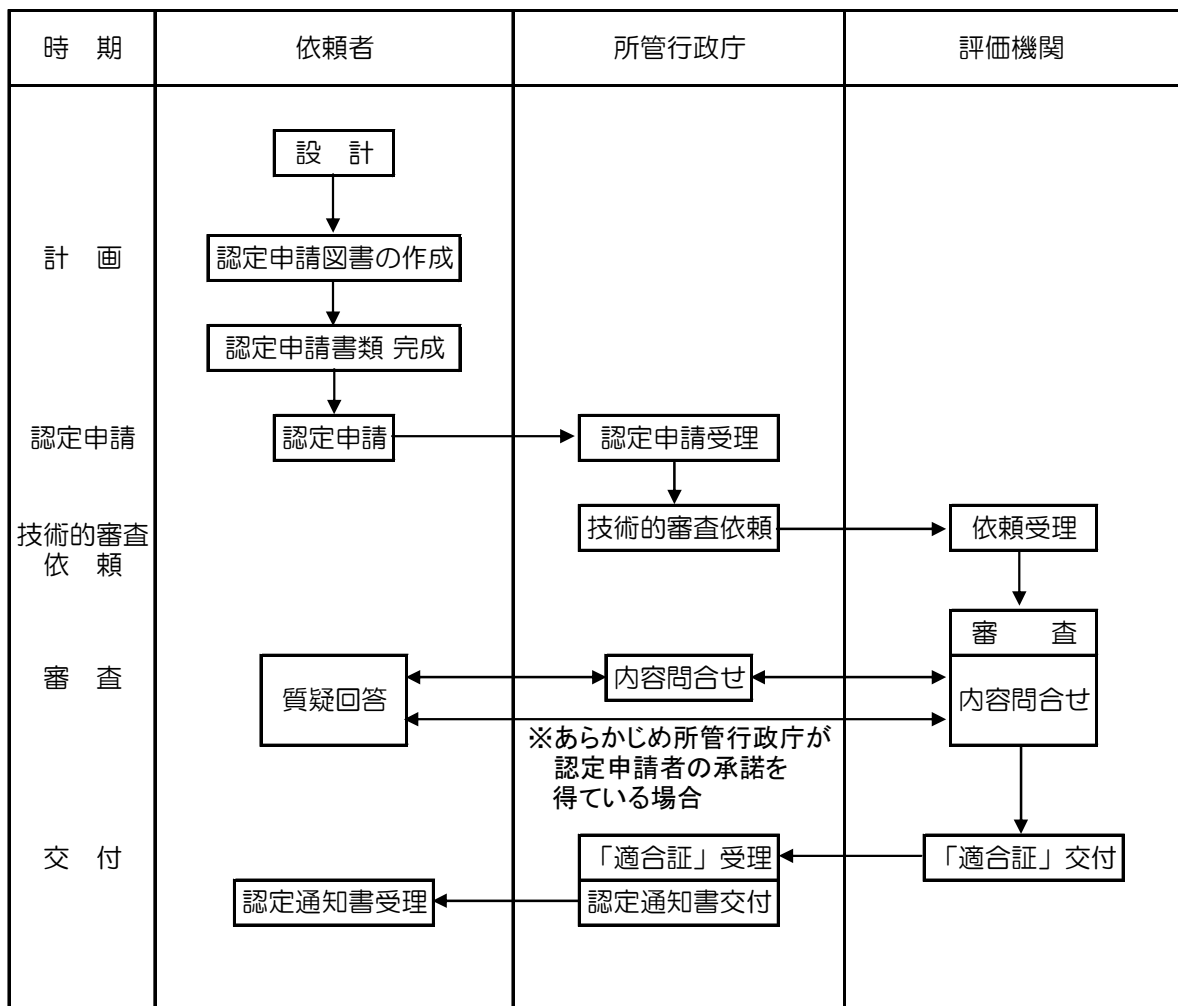 時　期
依頼者
所管行政庁
評価機関
設　計
計　画
認定申請図書の作成
認定申請書類 完成
認定申請
認定申請
認定申請受理
技術的審査
依　頼
技術的審査依頼
依頼受理
審　査
質疑回答
内容問合せ
審　　査
内容問合せ
※あらかじめ所管行政庁が
認定申請者の承諾を
得ている場合
交　付
「適合証」受理
「適合証」交付
認定通知書受理
認定通知書交付